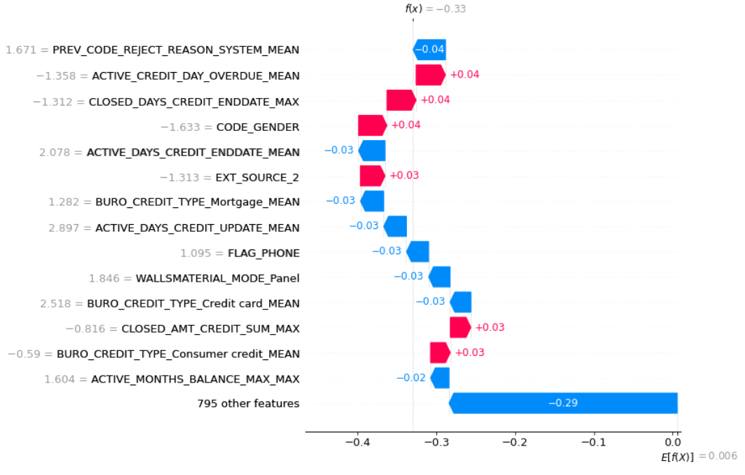 f(x) = −0.33
1.671 = PREV_CODE_REJECT_REASON_SYSTEM_MEAN −0.04
−1.358 = ACTIVE_CREDIT_DAY_OVERDUE_MEAN +0.04
−1.312 = CLOSED_DAYS_CREDIT_ENDDATE_MAX +0.04
−1.633 = CODE_GENDER +0.04
2.078 = ACTIVE_DAYS_CREDIT_ENDDATE_MEAN −0.03
−1.313 = EXT_SOURCE_2 +0.03
1.282 = BURO_CREDIT_TYPE_Mortgage_MEAN −0.03
2.897 = ACTIVE_DAYS_CREDIT_UPDATE_MEAN −0.03
1.095 = FLAG_PHONE −0.03
1.846 = WALLSMATERIAL_MODE_Panel −0.03
2.518 = BURO_CREDIT_TYPE_Credit card_MEAN −0.03
−0.816 = CLOSED_AMT_CREDIT_SUM_MAX +0.03
−0.59 = BURO_CREDIT_TYPE_Consumer credit_MEAN +0.03
1.604 = ACTIVE_MONTHS_BALANCE_MAX_MAX −0.02
795 other features −0.29
−0.4 −0.3 −0.2 −0.1 0.0
E[f(X)] = 0.006